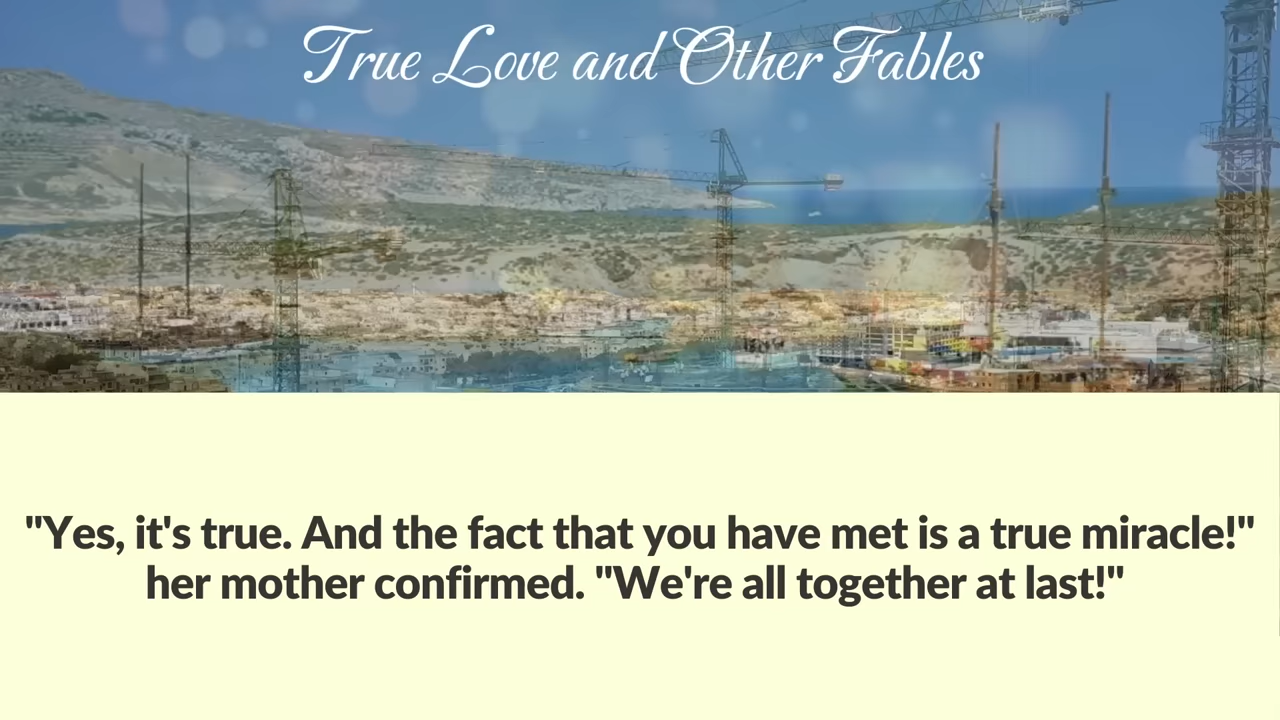 True Love and Other Fables
"Yes, it's true. And the fact that you have met is a true miracle!"
her mother confirmed. "We're all together at last!"